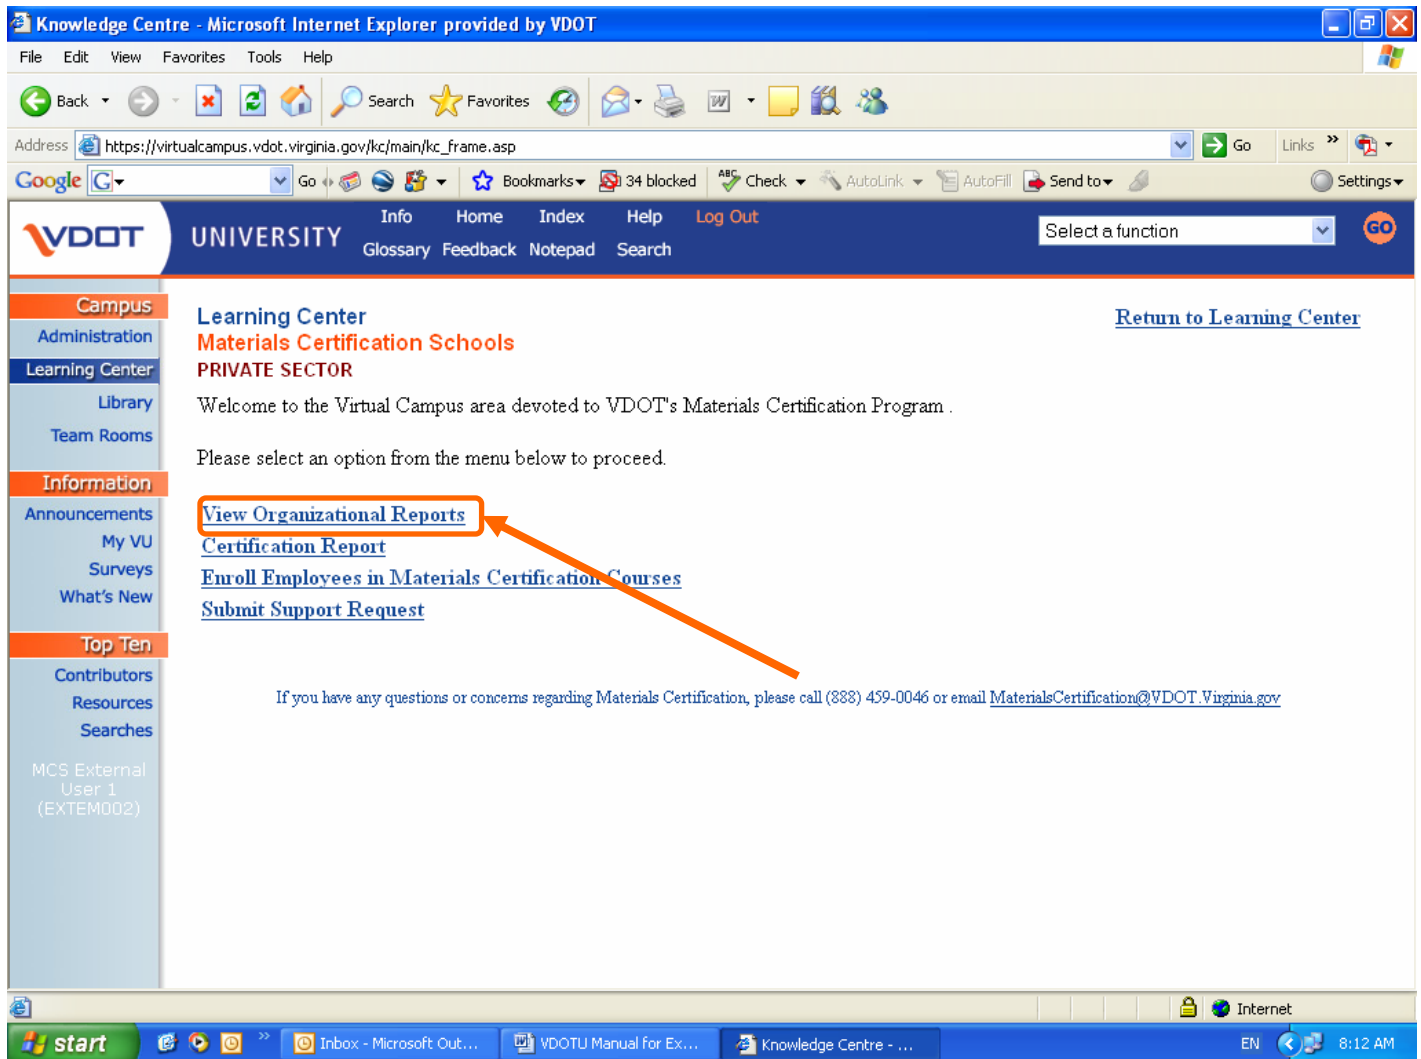 Knowledge Centre - Microsoft Internet Explorer provided by VDOT
File Edit View Favorites Tools Help
Back Search Favorites
Address https://virtualcampus.vdot.virginia.gov/kc/main/kc_frame.asp Go Links »
Google G Go Bookmarks 34 blocked ABC Check AutoLink AutoFill Send to Settings
VDOT UNIVERSITY
Info Home Index Help Log Out
Glossary Feedback Notepad Search
Select a function GO
Campus
Administration
Learning Center
Library
Team Rooms
Information
Announcements
My VU
Surveys
What's New
Top Ten
Contributors
Resources
Searches
MCS External
User 1
(EXTEM002)
Learning Center
Return to Learning Center
Materials Certification Schools
PRIVATE SECTOR
Welcome to the Virtual Campus area devoted to VDOT's Materials Certification Program .
Please select an option from the menu below to proceed.
View Organizational Reports
Certification Report
Enroll Employees in Materials Certification Courses
Submit Support Request
If you have any questions or concerns regarding Materials Certification, please call (888) 459-0046 or email MaterialsCertification@VDOT.Virginia.gov
Internet
start » Inbox - Microsoft Out... VDOTU Manual for Ex... Knowledge Centre - ... EN 8:12 AM